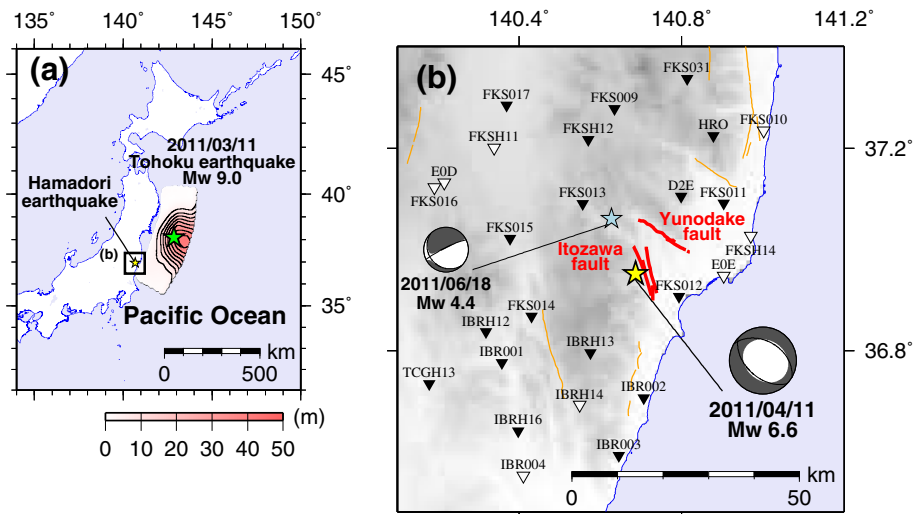 135° 140° 145° 150°
140.4 140.8 141.2
(a)
(b)
45°
40°
35°
2011/03/11
Tohoku earthquake
Mw 9.0
Hamadori
earthquake
(b)
Pacific Ocean
km
0 500
(m)
0 10 20 30 40 50
FKS031
FKS017
FKS009
FKSH12
HRO
FKS010
FKSH11
37.2
E0D
FKS016
FKS013
D2E
FKS011
FKS015
Yunodake
fault
FKSH14
Itozawa
fault
E0E
2011/06/18
Mw 4.4
FKS012
FKS014
IBRH12
IBRH13
36.8
IBR001
TCGH13
IBRH14
IBR002
2011/04/11
Mw 6.6
IBRH16
IBR003
IBR004
km
0 50